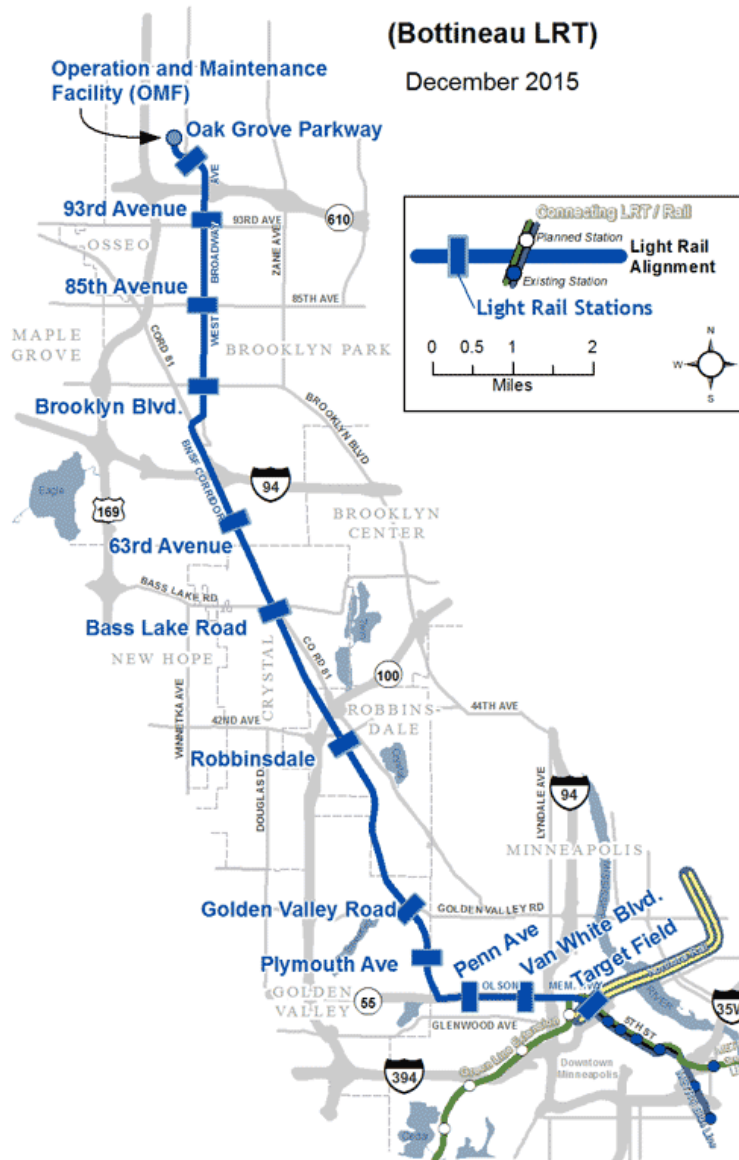 (Bottineau LRT)
December 2015
Operation and Maintenance
Facility (OMF)
Oak Grove Parkway
AVE
93rd Avenue
93RD AVE
610
OSSEO
BROADWAY
ZANE AVE
85th Avenue
85TH AVE
WEST
MAPLE
GROVE
CORD 81
BROOKLYN PARK
Brooklyn Blvd.
BROOKLYN BLVD
BNSF CORRIDOR
Eagle
169
94
BROOKLYN
CENTER
63rd Avenue
BASS LAKE RD
Bass Lake Road
NEW HOPE
CRYSTAL
CO RD 81
Twin
100
WINNETKA AVE
42ND AVE
ROBBINS-
DALE
44TH AVE
Robbinsdale
Crystal
DOUGLAS D
LYNDALE AVE
94
MINNEAPOLIS
Golden Valley Road
GOLDEN VALLEY RD
Plymouth Ave
Penn Ave
Van White Blvd.
Target Field
GOLDEN
VALLEY
55
OLSON
MEM.
GLENWOOD AVE
RIVER
35W
5TH ST
Green Line Extension
Downtown
Minneapolis
394
Cedar
Connecting LRT / Rail
Planned Station
Existing Station
Light Rail
Alignment
Light Rail Stations
0 0.5 1 2
Miles
N
W
S